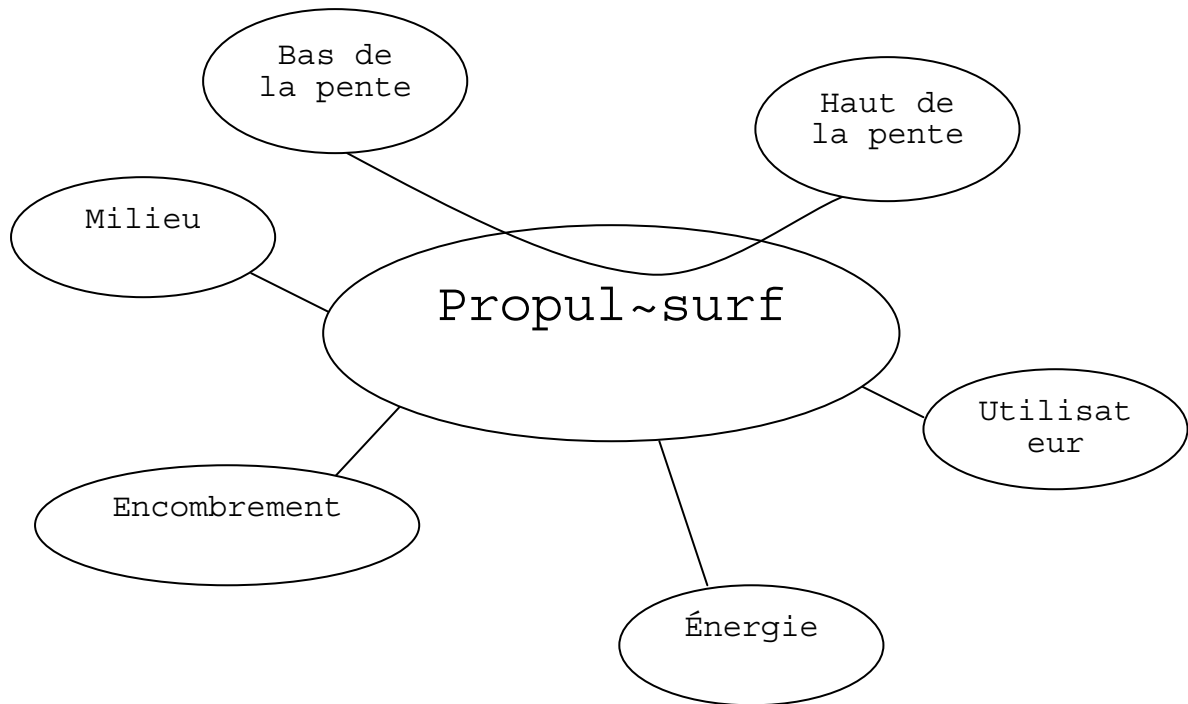 Bas de
la pente
Haut de
la pente
Milieu
Propul~surf
Utilisat
eur
Encombrement
Énergie